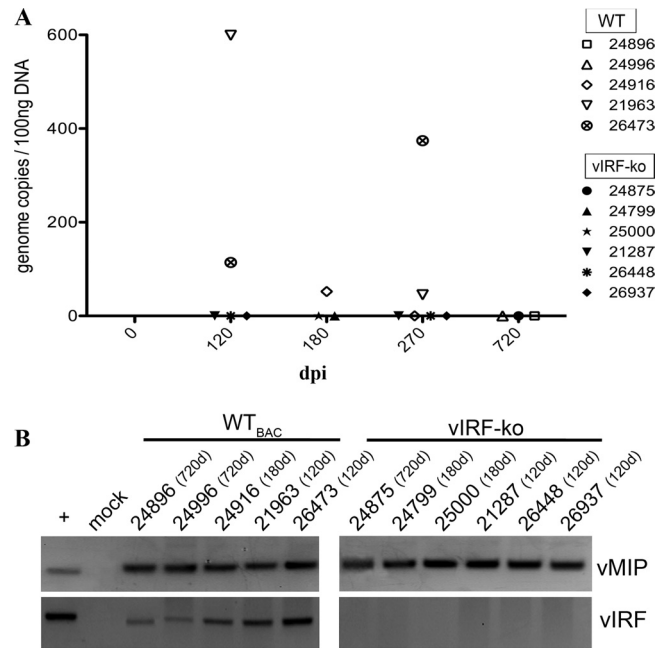 A
genome copies / 100ng DNA
600
400
200
0
0
120
180
270
720
dpi
WT
24896
24996
24916
21963
26473
vIRF-ko
24875
24799
25000
21287
26448
26937
B
WTBAC
vIRF-ko
+
mock
24896 (720d)
24996 (720d)
24916 (180d)
21963 (120d)
26473 (120d)
24875 (720d)
24799 (180d)
25000 (180d)
21287 (120d)
26448 (120d)
26937 (120d)
vMIP
vIRF